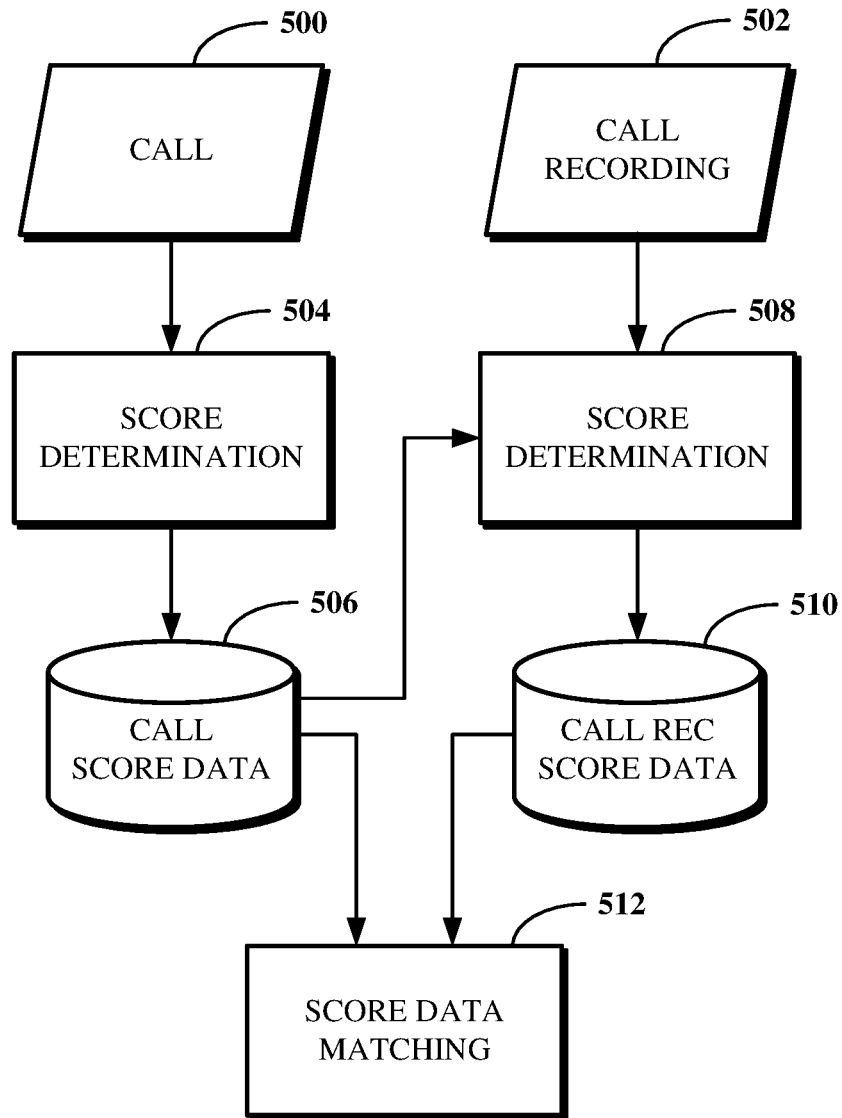 500
502
CALL
CALL
RECORDING
504
508
SCORE
DETERMINATION
SCORE
DETERMINATION
506
510
CALL
SCORE DATA
CALL REC
SCORE DATA
512
SCORE DATA
MATCHING